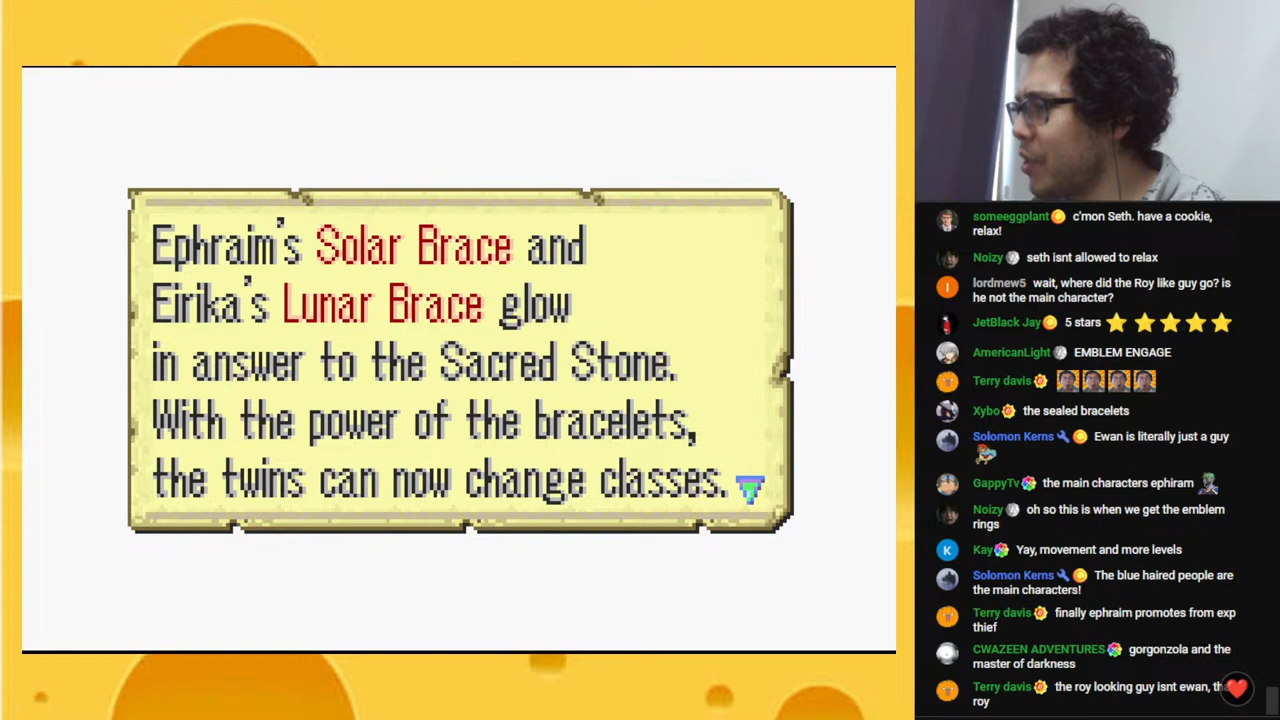 Ephraim's Solar Brace and
Eirika's Lunar Brace glow
in answer to the Sacred Stone.
With the power of the bracelets,
the twins can now change classes.
someeggplant c'mon Seth. have a cookie,
relax!
Noizy seth isnt allowed to relax
lordmew5 wait, where did the Roy like guy go? is
he not the main character?
JetBlack Jay 5 stars
AmericanLight EMBLEM ENGAGE
Terry davis
Xybo the sealed bracelets
Solomon Kerns Ewan is literally just a guy
GappyTv the main characters ephiram
Noizy oh so this is when we get the emblem
rings
Kay Yay, movement and more levels
Solomon Kerns The blue haired people are
the main characters!
Terry davis finally ephraim promotes from exp
thief
CWAZEEN ADVENTURES gorgonzola and the
master of darkness
Terry davis the roy looking guy isnt ewan,
roy